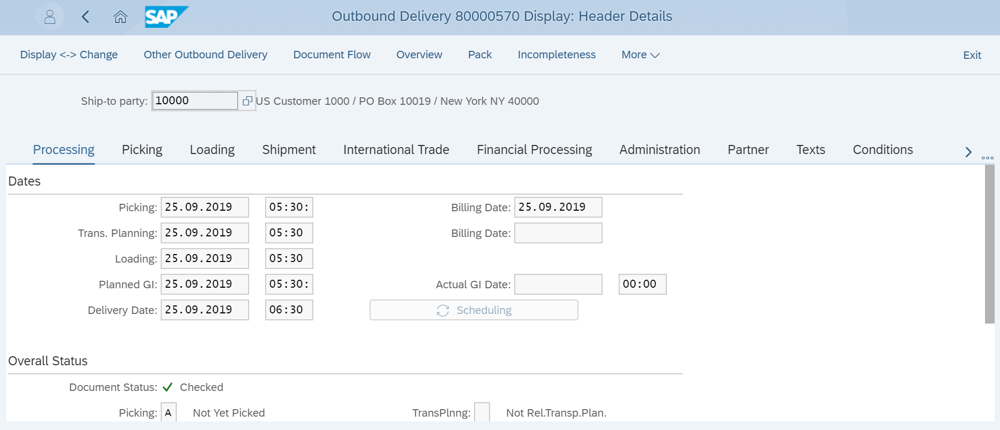 SAP
Outbound Delivery 80000570 Display: Header Details
Display <-> Change Other Outbound Delivery Document Flow Overview Pack Incompleteness More Exit
Ship-to party: 10000 US Customer 1000 / PO Box 10019 / New York NY 40000
Processing Picking Loading Shipment International Trade Financial Processing Administration Partner Texts Conditions
Dates
Picking: 25.09.2019 05:30: Billing Date: 25.09.2019
Trans. Planning: 25.09.2019 05:30 Billing Date:
Loading: 25.09.2019 05:30
Planned GI: 25.09.2019 05:30: Actual GI Date: 00:00
Delivery Date: 25.09.2019 06:30 Scheduling
Overall Status
Document Status: Checked
Picking: A Not Yet Picked TransPlnng: Not Rel.Transp.Plan.